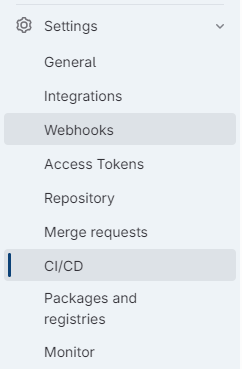 Settings
General
Integrations
Webhooks
Access Tokens
Repository
Merge requests
CI/CD
Packages and
registries
Monitor